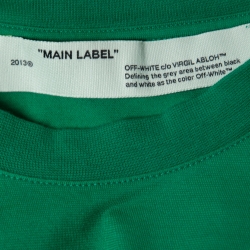 "MAIN LABEL"
2013®
OFF-WHITE c/o VIRGIL ABLOH™
Defining the grey area between black
and white as the color Off-White™